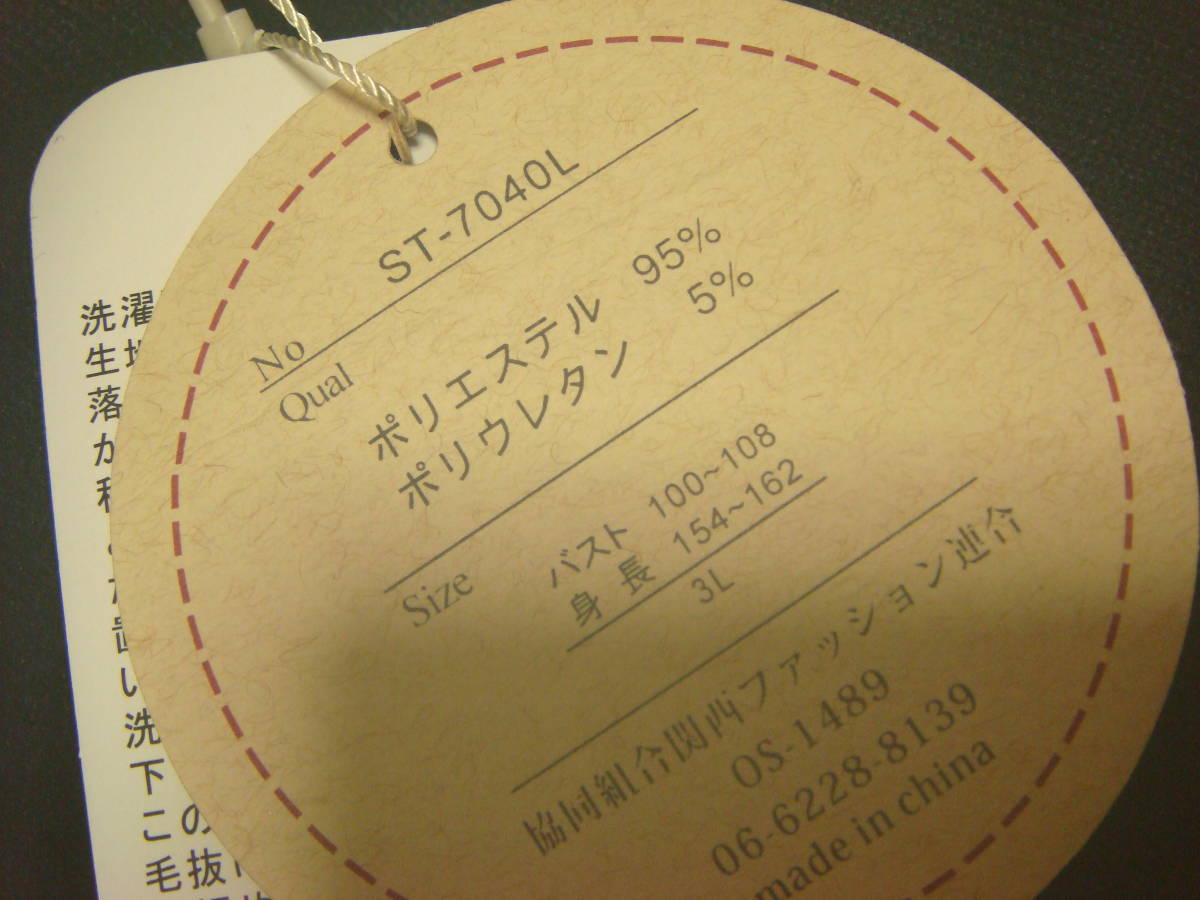 No ST-7040L
Qual
ポリエステル 95%
ポリウレタン 5%
Size
バスト 100~108
身長 154~162
3L
協同組合関西ファッション連合
OS-1489
06-6228-8139
made in china
洗濯
生地
落
が
い
洗
下
この
毛抜